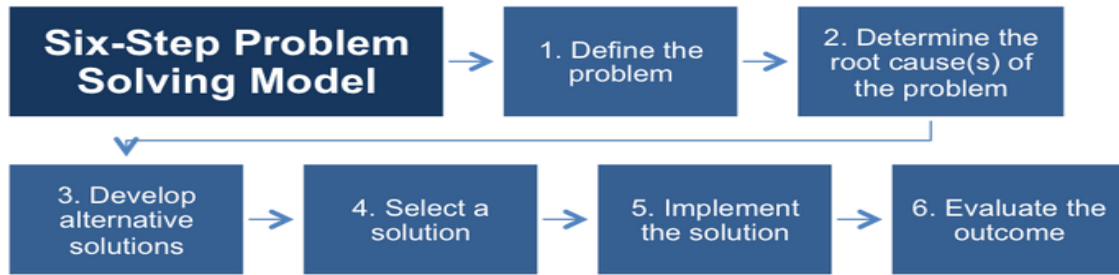 Six-Step Problem
Solving Model
1. Define the
problem
2. Determine the
root cause(s) of
the problem
3. Develop
alternative
solutions
4. Select a
solution
5. Implement
the solution
6. Evaluate the
outcome